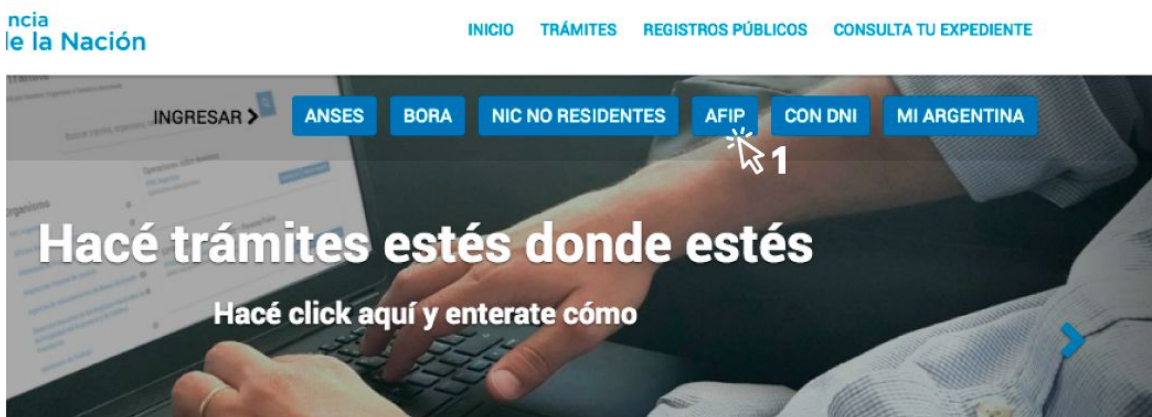 ncia
le la Nación
INICIO TRÁMITES REGISTROS PÚBLICOS CONSULTA TU EXPEDIENTE
INGRESAR ANSES BORA NIC NO RESIDENTES AFIP CON DNI MI ARGENTINA
1
Organismo
Hacé trámites estés donde estés
Hacé click aquí y enterate cómo